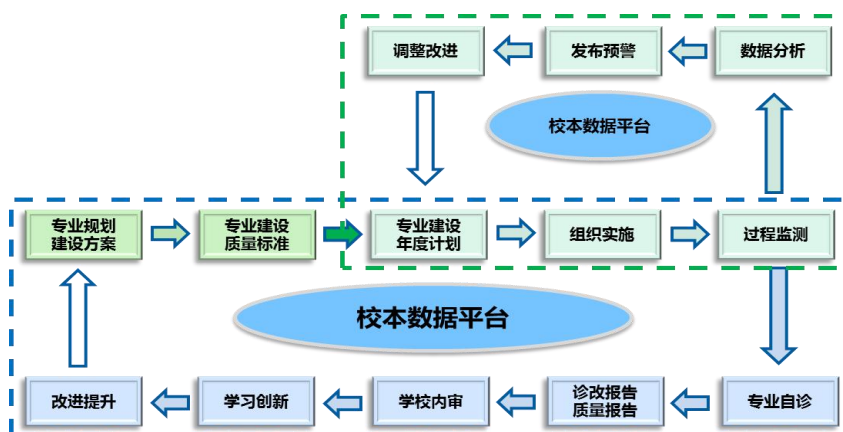 调整改进
发布预警
数据分析
校本数据平台
专业规划
建设方案
专业建设
质量标准
专业建设
年度计划
组织实施
过程监测
校本数据平台
改进提升
学习创新
学校内审
诊改报告
质量报告
专业自诊